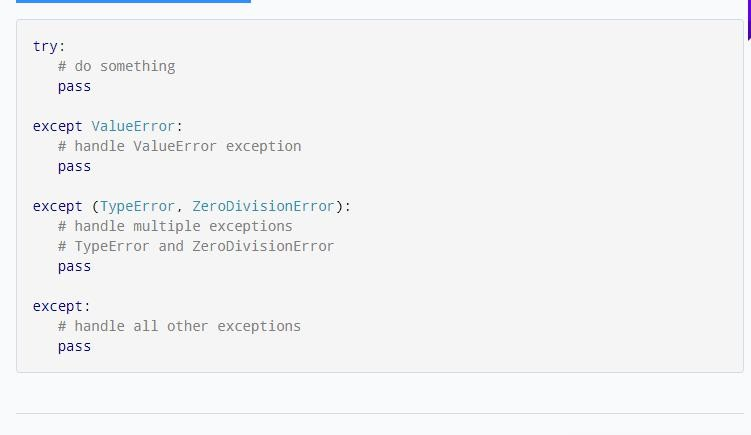 try:
   # do something
   pass

except ValueError:
   # handle ValueError exception
   pass

except (TypeError, ZeroDivisionError):
   # handle multiple exceptions
   # TypeError and ZeroDivisionError
   pass

except:
   # handle all other exceptions
   pass